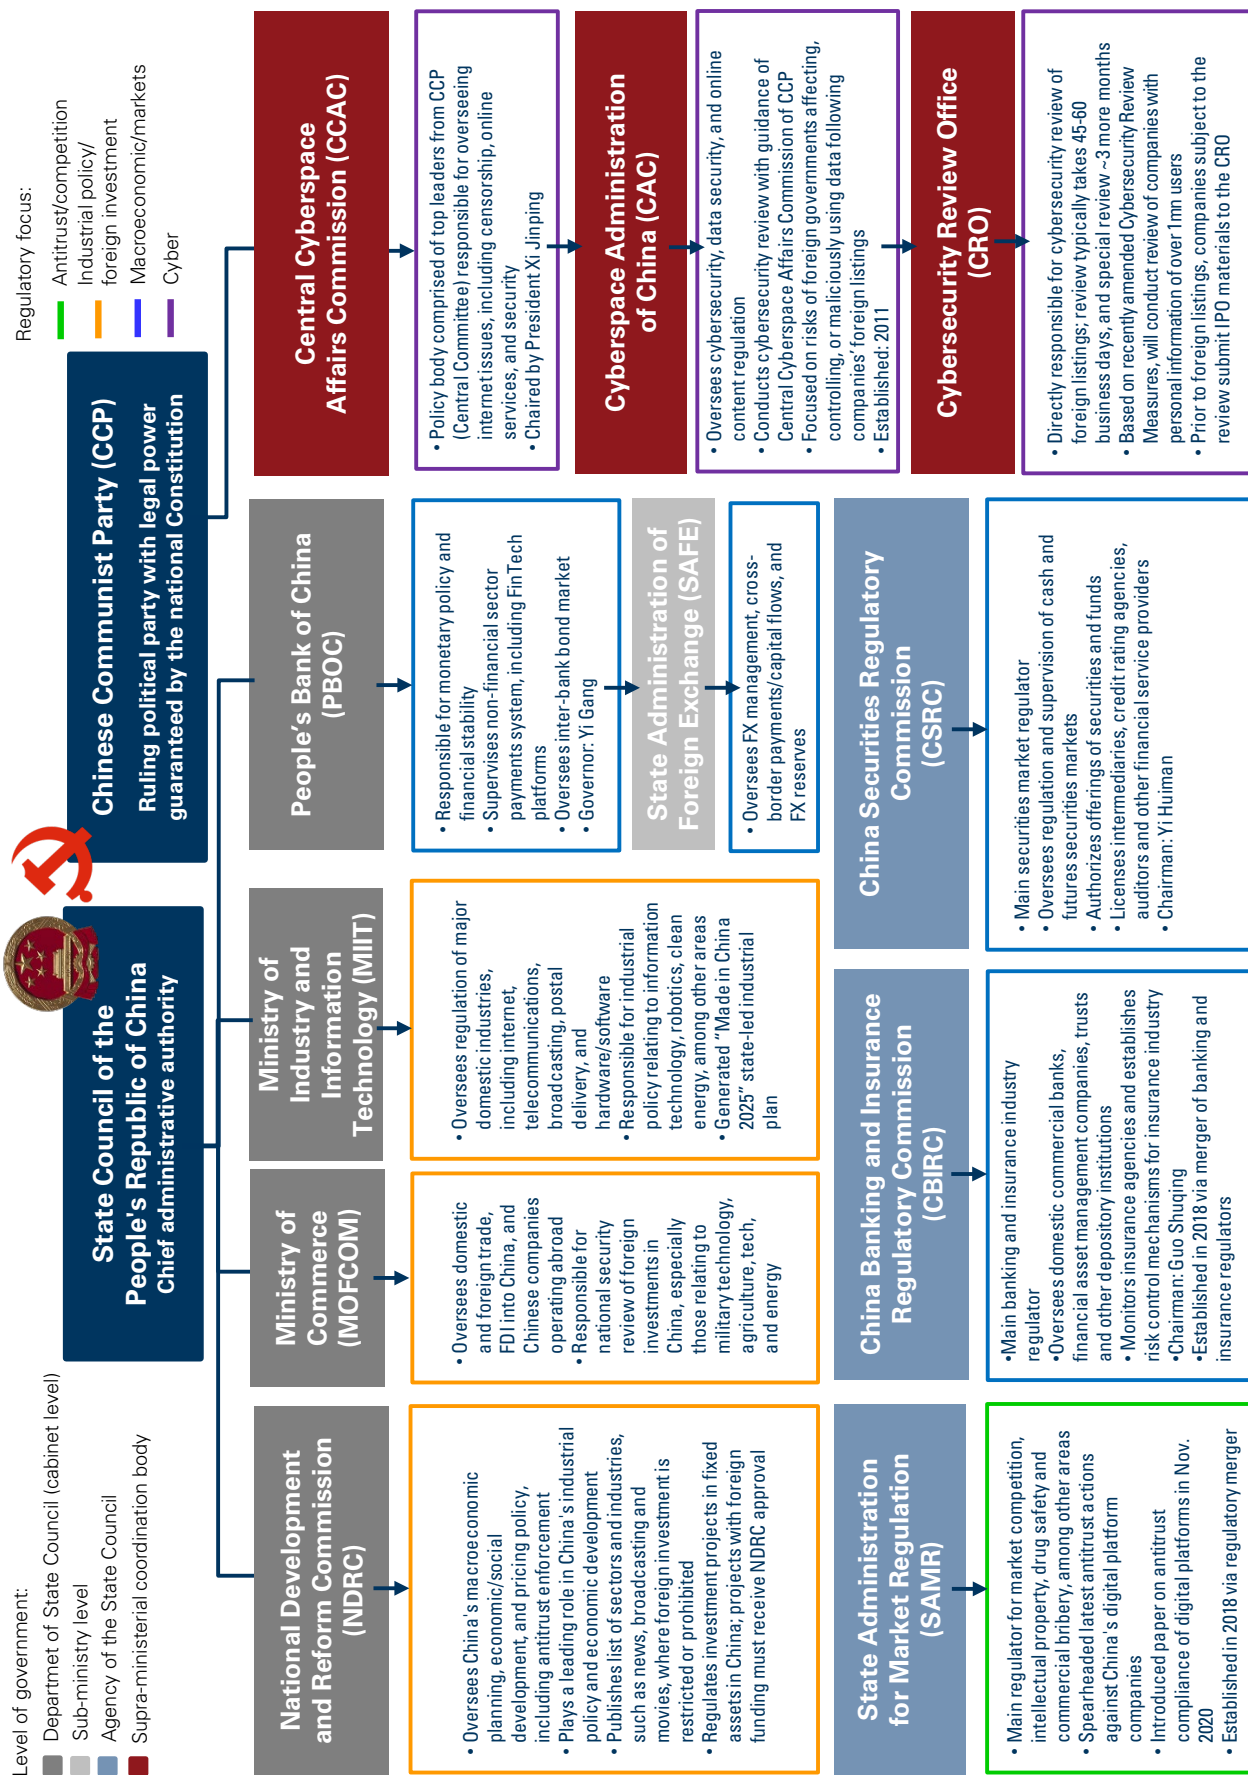 Level of government:
Departmet of State Council (cabinet level)
Sub-ministry level
Agency of the State Council
Supra-ministerial coordination body
State Council of the
People's Republic of China
Chief administrative authority
Chinese Communist Party (CCP)
Ruling political party with legal power
guaranteed by the national Constitution
Regulatory focus:
Antitrust/competition
Industrial policy/
foreign investment
Macroeconomic/markets
Cyber
National Development
and Reform Commission
(NDRC)
• Oversees China's macroeconomic
planning, economic/social
development, and pricing policy,
including antitrust enforcement
• Plays a leading role in China's industrial
policy and economic development
• Publishes list of sectors and industries,
such as news, broadcasting and
movies, where foreign investment is
restricted or prohibited
• Regulates investment projects in fixed
assets in China; projects with foreign
funding must receive NDRC approval
Ministry of
Commerce
(MOFCOM)
• Oversees domestic
and foreign trade,
FDI into China, and
Chinese companies
operating abroad
• Responsible for
national security
review of foreign
investments in
China, especially
those relating to
military technology,
agriculture, tech,
and energy
Ministry of
Industry and
Information
Technology (MIIT)
• Oversees regulation of major
domestic industries,
including internet,
telecommunications,
broadcasting, postal
delivery, and
hardware/software
• Responsible for industrial
policy relating to information
technology, robotics, clean
energy, among other areas
• Generated “Made in China
2025” state-led industrial
plan
People's Bank of China
(PBOC)
• Responsible for monetary policy and
financial stability
• Supervises non-financial sector
payments system, including FinTech
platforms
• Oversees inter-bank bond market
• Governor: Yi Gang
State Administration of
Foreign Exchange (SAFE)
• Oversees FX management, cross-
border payments/capital flows, and
FX reserves
Central Cyberspace
Affairs Commission (CCAC)
• Policy body comprised of top leaders from CCP
(Central Committee) responsible for overseeing
internet issues, including censorship, online
services, and security
• Chaired by President Xi Jinping
Cyberspace Administration
of China (CAC)
• Oversees cybersecurity, data security, and online
content regulation
• Conducts cybersecurity review with guidance of
Central Cyberspace Affairs Commission of CCP
• Focused on risks of foreign governments affecting,
controlling, or maliciously using data following
companies' foreign listings
• Established: 2011
Cybersecurity Review Office
(CRO)
• Directly responsible for cybersecurity review of
foreign listings; review typically takes 45-60
business days, and special review ~3 more months
• Based on recently amended Cybersecurity Review
Measures, will conduct review of companies with
personal information of over 1mn users
• Prior to foreign listings, companies subject to the
review submit IPO materials to the CRO
State Administration
for Market Regulation
(SAMR)
• Main regulator for market competition,
intellectual property, drug safety and
commercial bribery, among other areas
• Spearheaded latest antitrust actions
against China's digital platform
companies
• Introduced paper on antitrust
compliance of digital platforms in Nov.
2020
• Established in 2018 via regulatory merger
China Banking and Insurance
Regulatory Commission
(CBIRC)
• Main banking and insurance industry
regulator
• Oversees domestic commercial banks,
financial asset management companies, trusts
and other depository institutions
• Monitors insurance agencies and establishes
risk control mechanisms for insurance industry
• Chairman: Guo Shuqing
• Established in 2018 via merger of banking and
insurance regulators
China Securities Regulatory
Commission
(CSRC)
• Main securities market regulator
• Oversees regulation and supervision of cash and
futures securities markets
• Authorizes offerings of securities and funds
• Licenses intermediaries, credit rating agencies,
auditors and other financial service providers
• Chairman: Yi Huiman